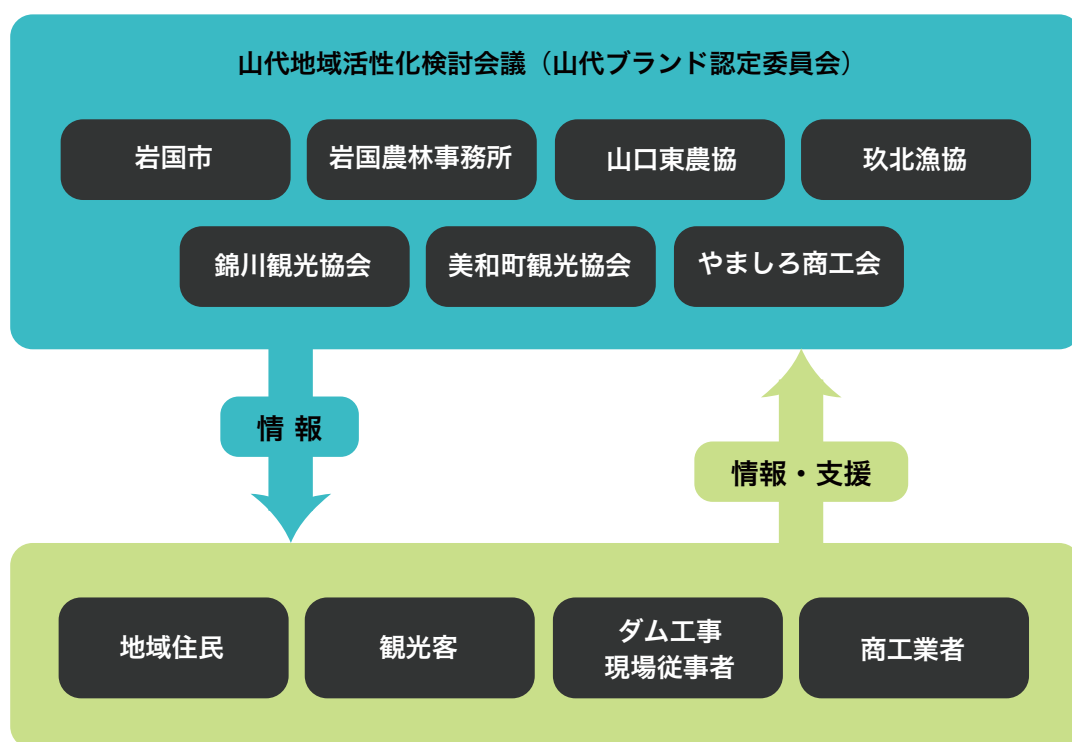 山代地域活性化検討会議（山代ブランド認定委員会）
岩国市
岩国農林事務所
山口東農協
玖北漁協
錦川観光協会
美和町観光協会
やましろ商工会
情 報
情報・支援
地域住民
観光客
ダム工事
現場従事者
商工業者